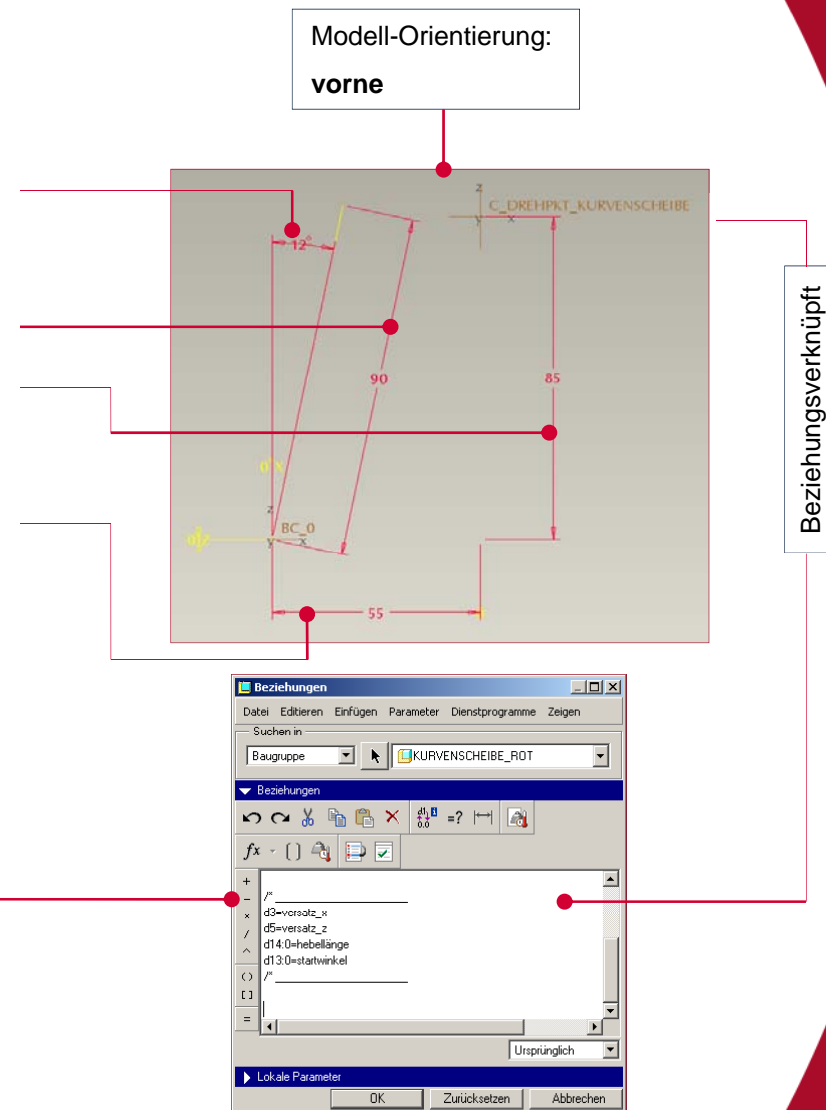 Modell-Orientierung:
vorne
z
C_DREHPKT_KURVENSCHEIBE
y x
12°
90
85
z
BC_0
y x
55
Beziehungsverknüpft
Beziehungen
Datei Editieren Einfügen Parameter Dienstprogramme Zeigen
Suchen in
Baugruppe KURVENSCHEIBE_ROT
Beziehungen
=?
fx ()
+
-
×
/
^
()
[]
=
/*____________________
d3=versatz_x
d5=versatz_z
d14:0=hebellänge
d13:0=startwinkel
/*____________________
Ursprünglich
Lokale Parameter
OK Zurücksetzen Abbrechen